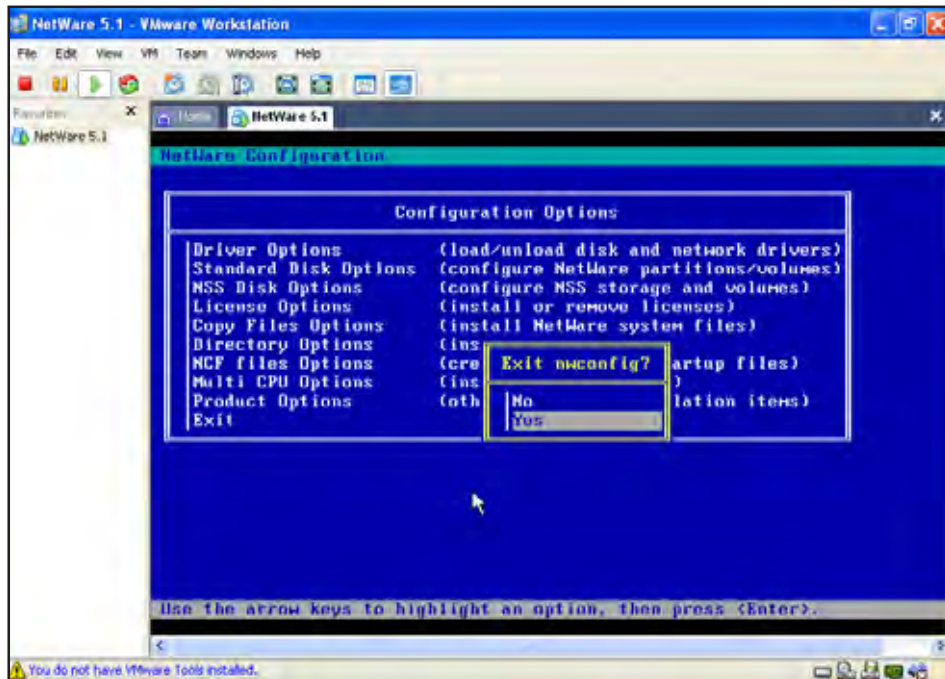 NetWare 5.1 - VMware Workstation
File Edit View VM Team Windows Help
Favorites
Home NetWare 5.1
NetWare 5.1
NetWare Configuration
Configuration Options
Driver Options (load/unload disk and network drivers)
Standard Disk Options (configure NetWare partitions/volumes)
NSS Disk Options (configure NSS storage and volumes)
License Options (install or remove licenses)
Copy Files Options (install NetWare system files)
Directory Options (ins
NCF files Options (cre artup files)
Multi CPU Options (ins )
Product Options (oth lation items)
Exit
Exit nwconfig?
No
Yes
Use the arrow keys to highlight an option, then press <Enter>.
You do not have VMware Tools installed.